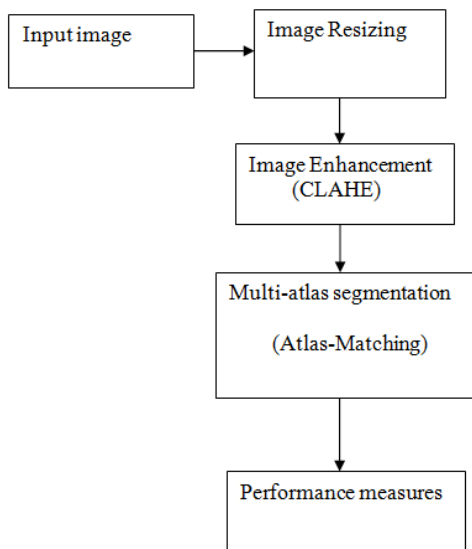 Input image
Image Resizing
Image Enhancement
(CLAHE)
Multi-atlas segmentation
(Atlas-Matching)
Performance measures